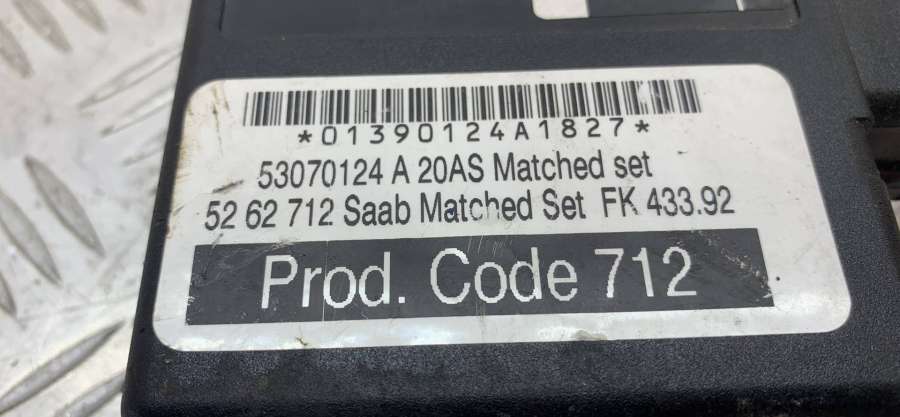 *01390124A1827*
53070124 A 20AS Matched set
52 62 712 Saab Matched Set FK 433.92
Prod. Code 712